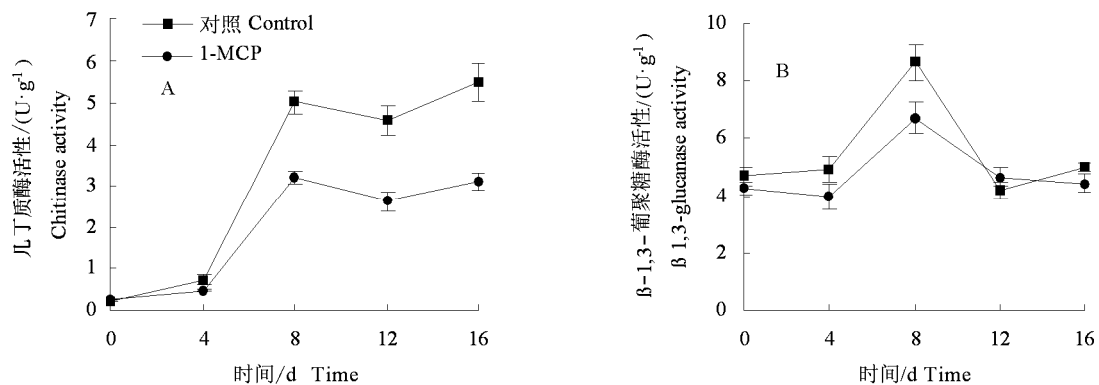 对照 Control
1-MCP
A
几丁质酶活性/(U·g⁻¹)
Chitinase activity
7
6
5
4
3
2
1
0
0 4 8 12 16
时间/d Time
B
ß-1,3-葡聚糖酶活性/(U·g⁻¹)
ß 1,3-glucanase activity
10
8
6
4
2
0
0 4 8 12 16
时间/d Time